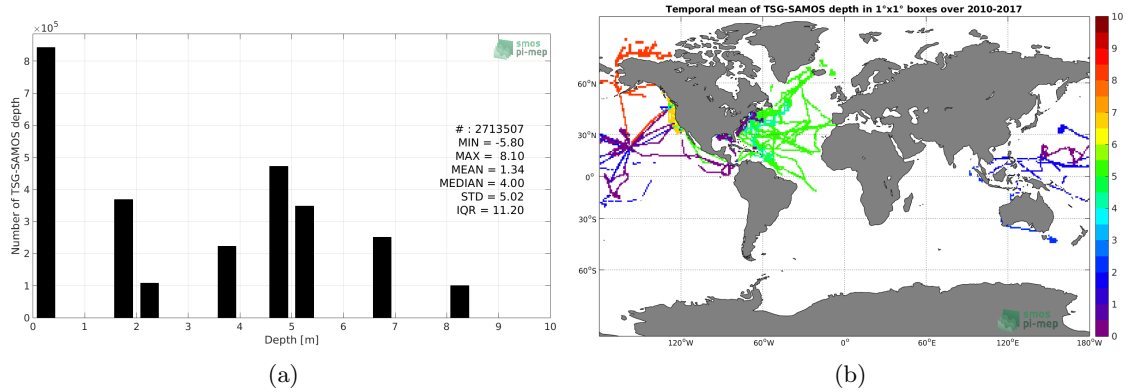 ×10⁵
smos
pi-mep
8
7
6
5
4
3
2
1
0
Number of TSG-SAMOS depth
# : 2713507
MIN = -5.80
MAX = 8.10
MEAN = 1.34
MEDIAN = 4.00
STD = 5.02
IQR = 11.20
0 1 2 3 4 5 6 7 8 9 10
Depth [m]
(a)
Temporal mean of TSG-SAMOS depth in 1°x1° boxes over 2010-2017
60°N
30°N
0°
30°S
60°S
120°W 60°W 0° 60°W 120°W 180°W
smos
pi-mep
10
9
8
7
6
5
4
3
2
1
0
(b)